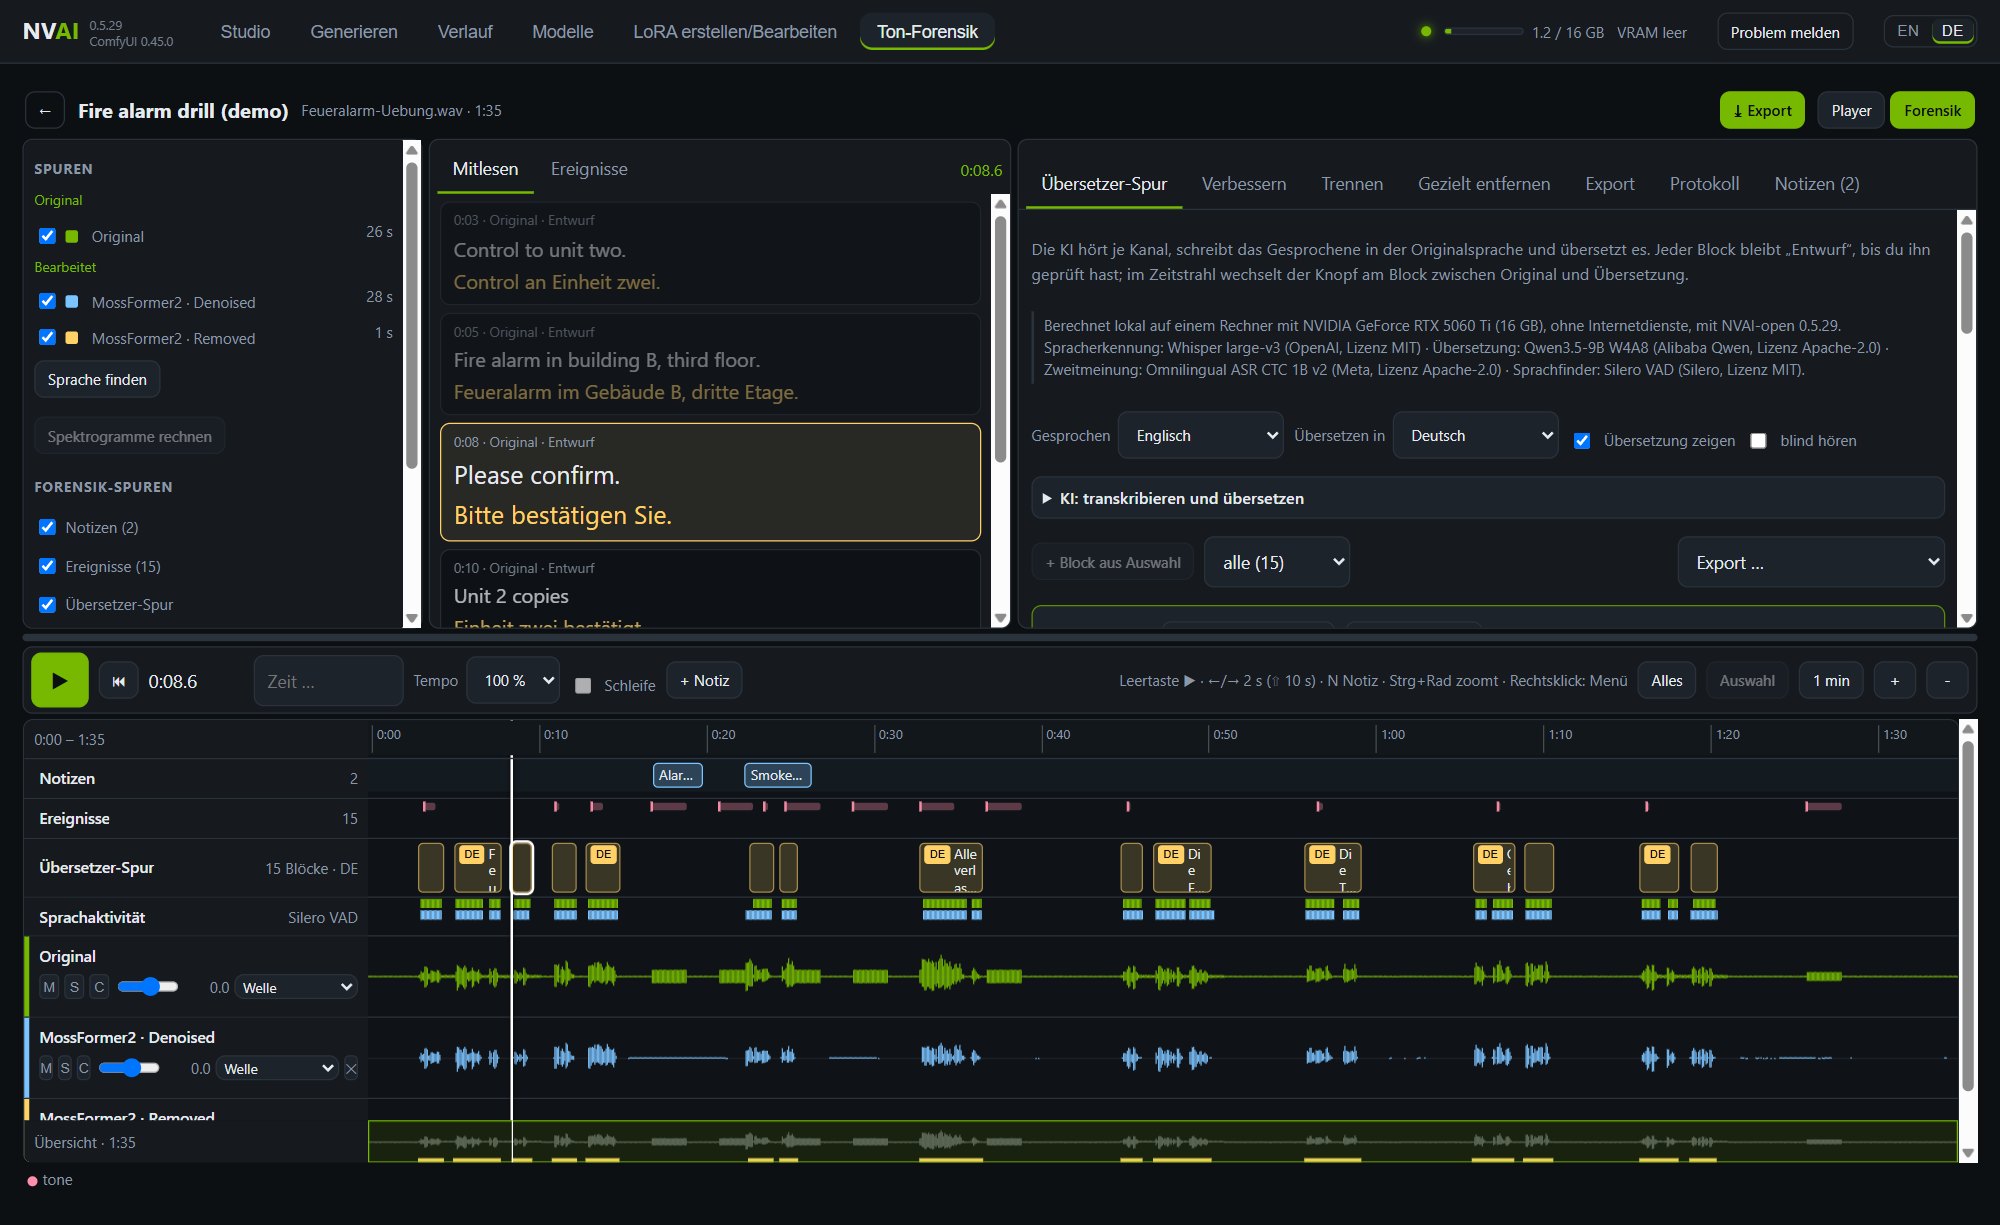 NVAI 0.5.29 ComfyUI 0.45.0
Studio Generieren Verlauf Modelle LoRA erstellen/Bearbeiten Ton-Forensik
1.2 / 16 GB VRAM leer Problem melden EN DE
← Fire alarm drill (demo) Feueralarm-Uebung.wav · 1:35
Export Player Forensik
SPUREN
Original
Original 26 s
Bearbeitet
MossFormer2 · Denoised 28 s
MossFormer2 · Removed 1 s
Sprache finden
Spektrogramme rechnen
FORENSIK-SPUREN
Notizen (2)
Ereignisse (15)
Übersetzer-Spur
Mitlesen Ereignisse 0:08.6
0:03 · Original · Entwurf
Control to unit two.
Control an Einheit zwei.
0:05 · Original · Entwurf
Fire alarm in building B, third floor.
Feueralarm im Gebäude B, dritte Etage.
0:08 · Original · Entwurf
Please confirm.
Bitte bestätigen Sie.
0:10 · Original · Entwurf
Unit 2 copies
Einheit zwei bestätigt
Übersetzer-Spur Verbessern Trennen Gezielt entfernen Export Protokoll Notizen (2)
Die KI hört je Kanal, schreibt das Gesprochene in der Originalsprache und übersetzt es. Jeder Block bleibt „Entwurf“, bis du ihn
geprüft hast; im Zeitstrahl wechselt der Knopf am Block zwischen Original und Übersetzung.
Berechnet lokal auf einem Rechner mit NVIDIA GeForce RTX 5060 Ti (16 GB), ohne Internetdienste, mit NVAI-open 0.5.29.
Spracherkennung: Whisper large-v3 (OpenAI, Lizenz MIT) · Übersetzung: Qwen3.5-9B W4A8 (Alibaba Qwen, Lizenz Apache-2.0) ·
Zweitmeinung: Omnilingual ASR CTC 1B v2 (Meta, Lizenz Apache-2.0) · Sprachfinder: Silero VAD (Silero, Lizenz MIT).
Gesprochen Englisch Übersetzen in Deutsch Übersetzung zeigen blind hören
▶ KI: transkribieren und übersetzen
+ Block aus Auswahl alle (15) Export ...
0:08.6 Zeit ... Tempo 100 % Schleife + Notiz
Leertaste ▶ · ←/→ 2 s (⇧ 10 s) · N Notiz · Strg+Rad zoomt · Rechtsklick: Menü Alles Auswahl 1 min + -
0:00 – 1:35 0:00 0:10 0:20 0:30 0:40 0:50 1:00 1:10 1:20 1:30
Notizen 2 Alar... Smoke...
Ereignisse 15
Übersetzer-Spur 15 Blöcke · DE
DE F DE DE Alle DE Di DE Di DE DE
e verl e e
as... F... T...
Sprachaktivität Silero VAD
Original
M S C 0.0 Welle
MossFormer2 · Denoised
M S C 0.0 Welle ×
MossFormer2 · Removed
Übersicht · 1:35
tone